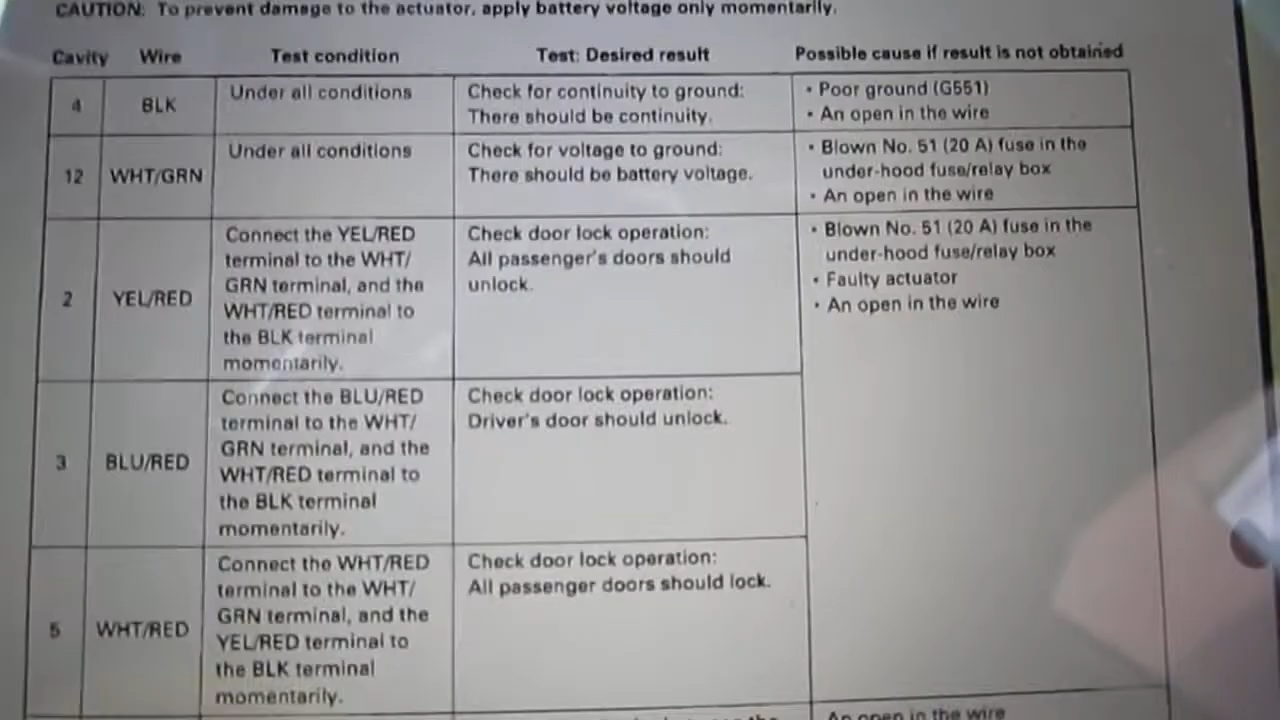 CAUTION: To prevent damage to the actuator, apply battery voltage only momentarily.
Cavity Wire Test condition Test: Desired result Possible cause if result is not obtained
4
BLK
Under all conditions
Check for continuity to ground:
There should be continuity.
• Poor ground (G551)
• An open in the wire
12
WHT/GRN
Under all conditions
Check for voltage to ground:
There should be battery voltage.
• Blown No. 51 (20 A) fuse in the
under-hood fuse/relay box
• An open in the wire
2
YEL/RED
Connect the YEL/RED
terminal to the WHT/
GRN terminal, and the
WHT/RED terminal to
the BLK terminal
momentarily.
Check door lock operation:
All passenger's doors should
unlock.
• Blown No. 51 (20 A) fuse in the
under-hood fuse/relay box
• Faulty actuator
• An open in the wire
3
BLU/RED
Connect the BLU/RED
terminal to the WHT/
GRN terminal, and the
WHT/RED terminal to
the BLK terminal
momentarily.
Check door lock operation:
Driver's door should unlock.
5
WHT/RED
Connect the WHT/RED
terminal to the WHT/
GRN terminal, and the
YEL/RED terminal to
the BLK terminal
momentarily.
Check door lock operation:
All passenger doors should lock.
An open in the wire